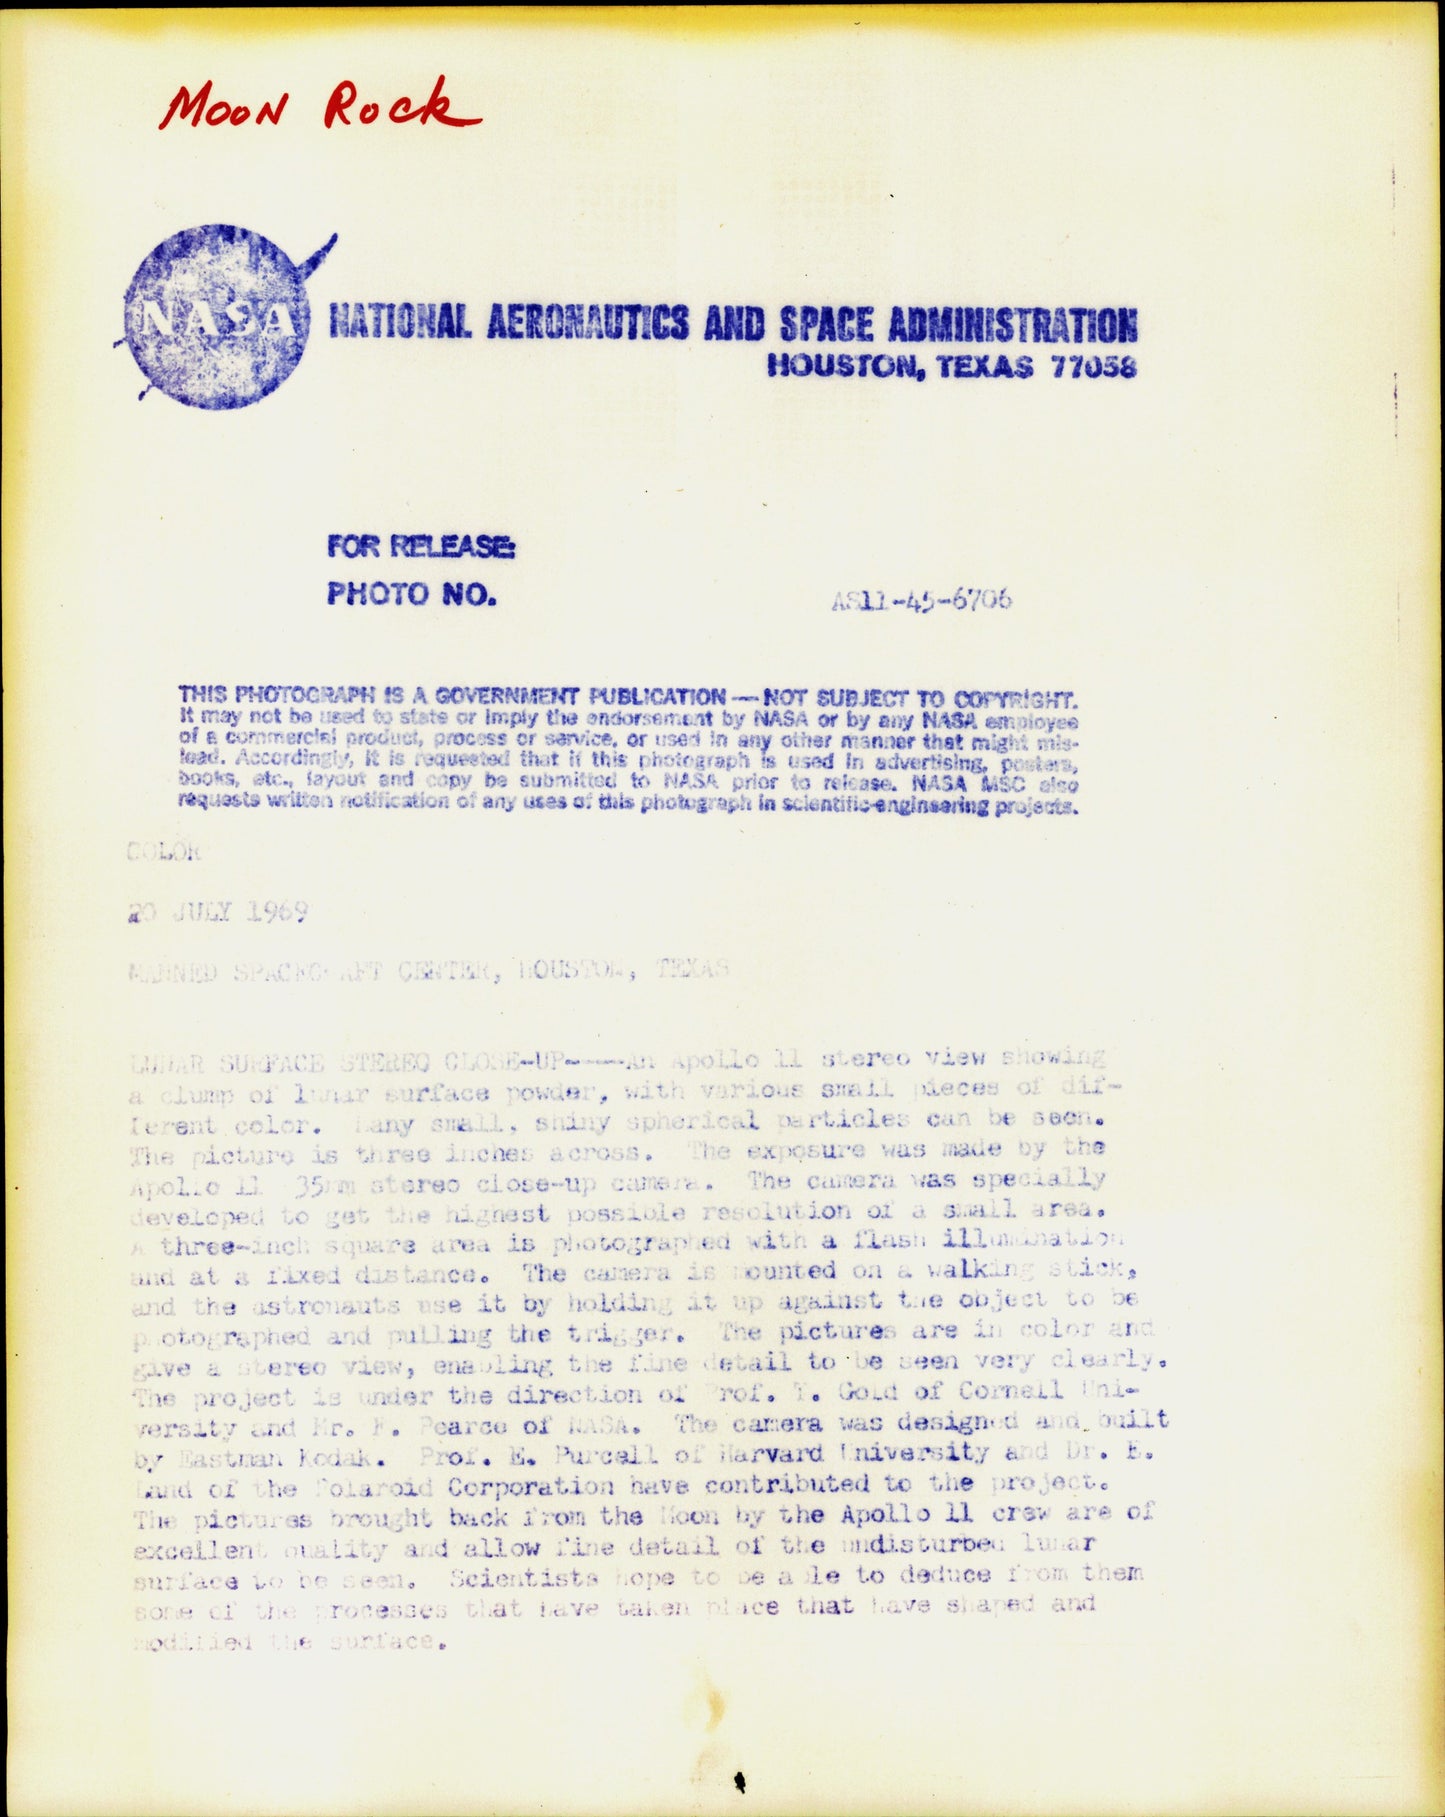 Moon Rock
NASA
NATIONAL AERONAUTICS AND SPACE ADMINISTRATION
HOUSTON, TEXAS 77058
FOR RELEASE:
PHOTO NO.
AS11-45-6706
THIS PHOTOGRAPH IS A GOVERNMENT PUBLICATION — NOT SUBJECT TO COPYRIGHT.
It may not be used to state or imply the endorsement by NASA or by any NASA employee
of a commercial product, process or service, or used in any other manner that might mis-
lead. Accordingly, it is requested that if this photograph is used in advertising, posters,
books, etc., layout and copy be submitted to NASA prior to release. NASA MSC also
requests written notification of any uses of this photograph in scientific-engineering projects.
COLOR
20 JULY 1969
MANNED SPACECRAFT CENTER, HOUSTON, TEXAS
LUNAR SURFACE STEREO CLOSE-UP-----An Apollo 11 stereo view showing
a clump of lunar surface powder, with various small pieces of dif-
ferent color. Many small, shiny spherical particles can be seen.
The picture is three inches across. The exposure was made by the
Apollo 11 35mm stereo close-up camera. The camera was specially
developed to get the highest possible resolution of a small area.
A three-inch square area is photographed with a flash illumination
and at a fixed distance. The camera is mounted on a walking stick,
and the astronauts use it by holding it up against the object to be
photographed and pulling the trigger. The pictures are in color and
give a stereo view, enabling the fine detail to be seen very clearly.
The project is under the direction of Prof. T. Gold of Cornell Uni-
versity and Mr. F. Pearce of NASA. The camera was designed and built
by Eastman Kodak. Prof. E. Purcell of Harvard University and Dr. E.
Land of the Polaroid Corporation have contributed to the project.
The pictures brought back from the Moon by the Apollo 11 crew are of
excellent quality and allow fine detail of the undisturbed lunar
surface to be seen. Scientists hope to be able to deduce from them
some of the processes that have taken place that have shaped and
modified the surface.